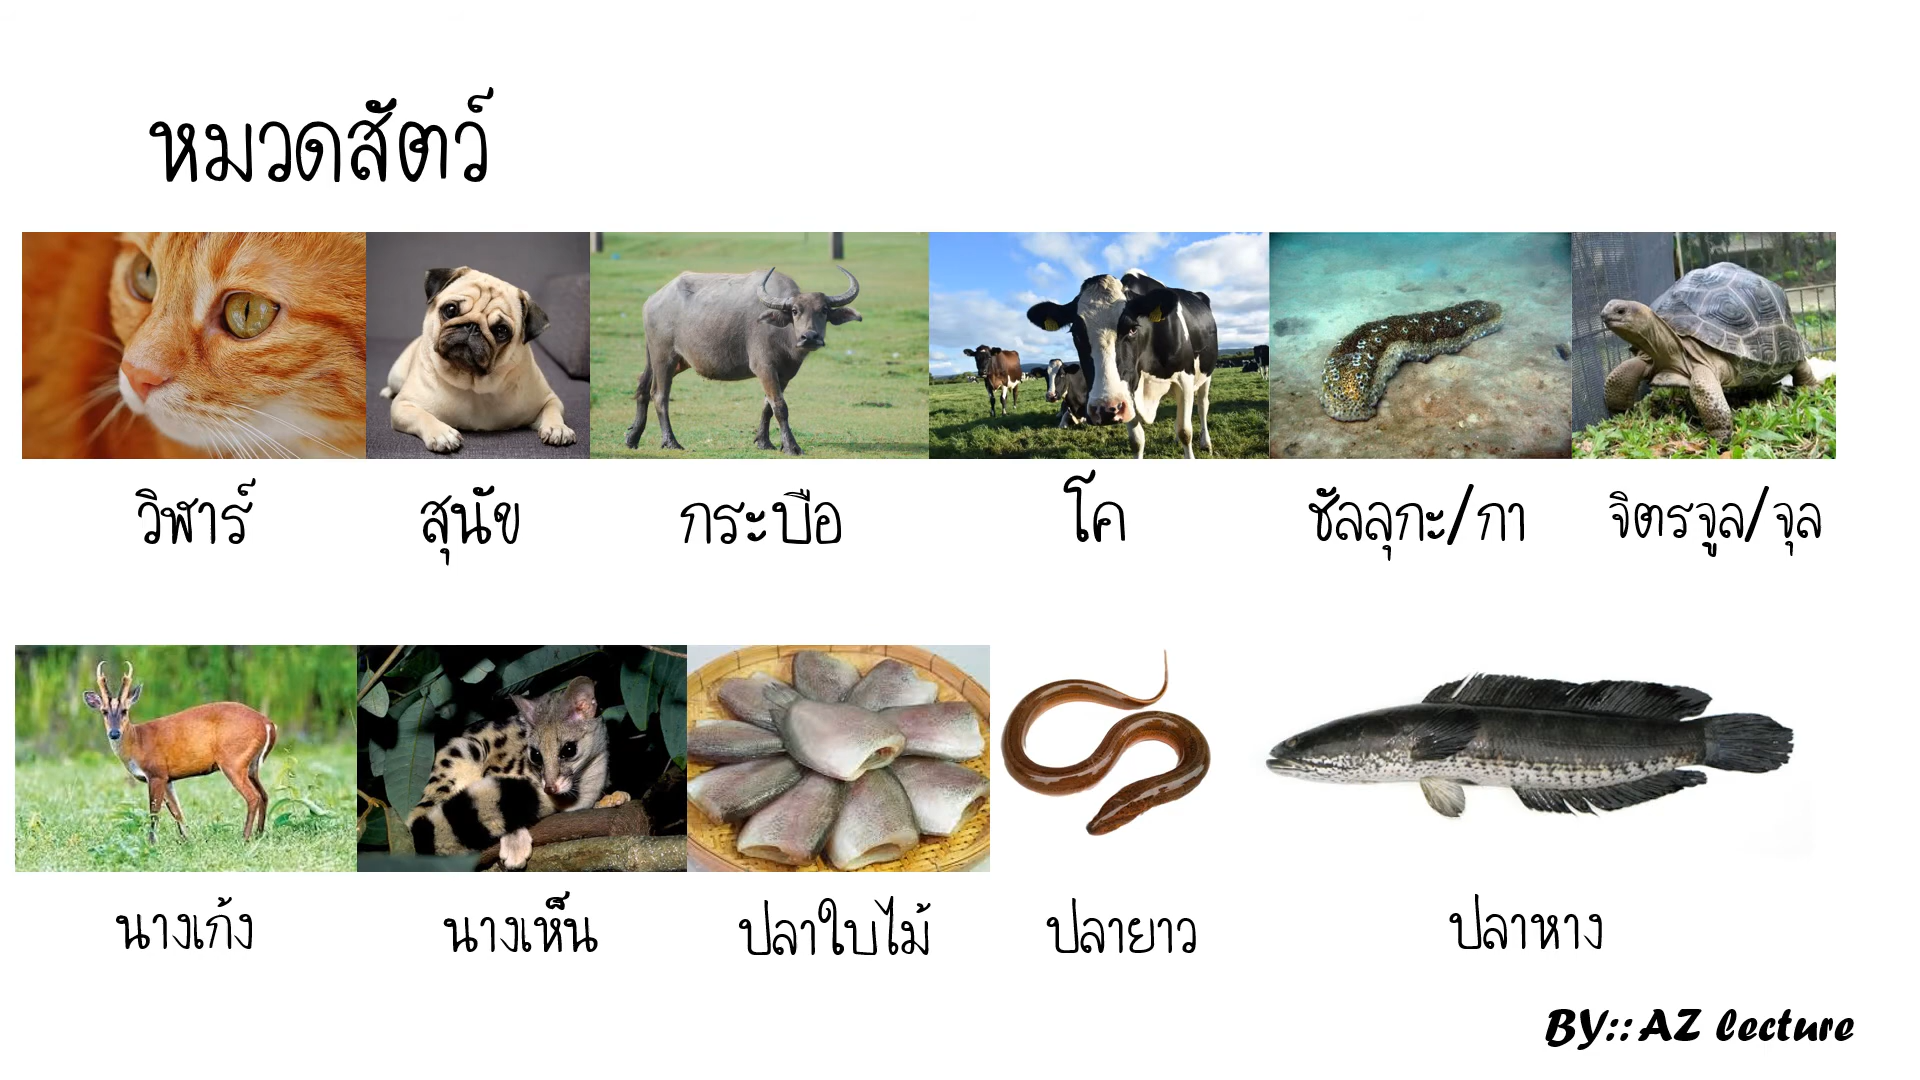 หมวดสัตว์
วิฬาร์ สุนัข กระบือ โค ชัลลุกะ/กา จิตรจูล/จุล
นางเก้ง นางเห็น ปลาใบไม้ ปลายาว ปลาหาง
BY:: AZ lecture